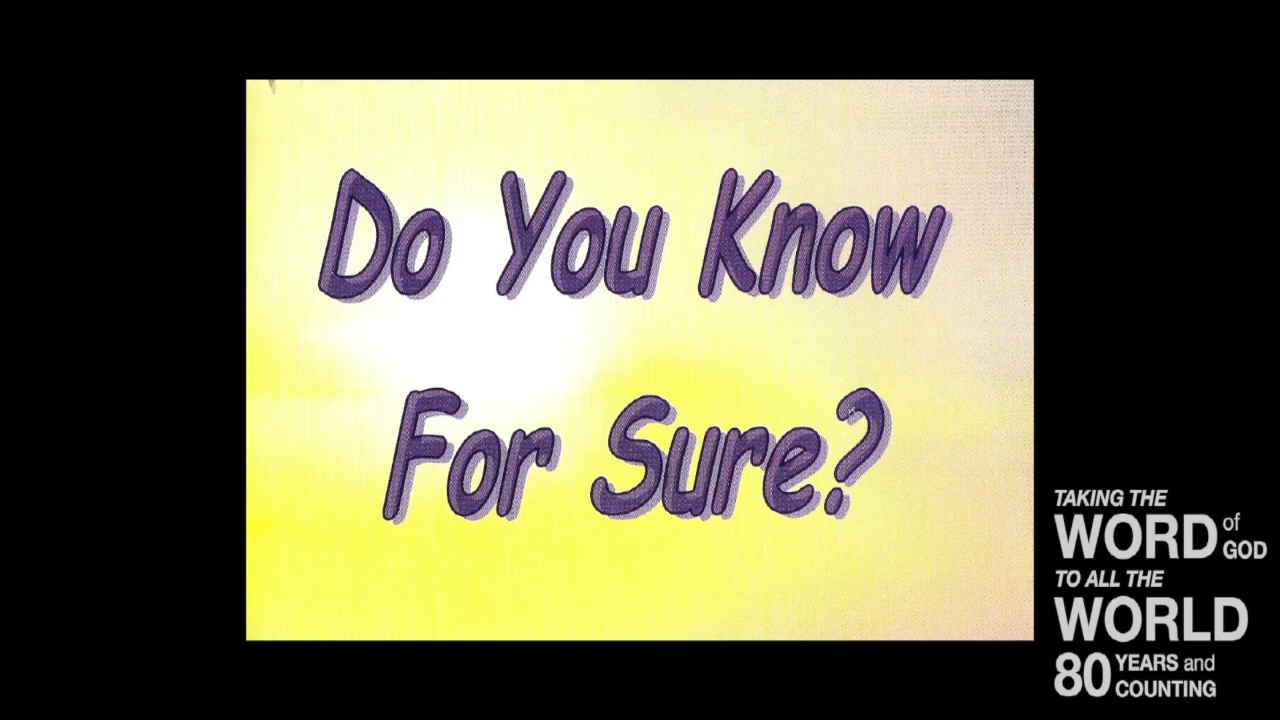 Do You Know
For Sure?
TAKING THE
WORD of GOD
TO ALL THE
WORLD
80 YEARS and
COUNTING